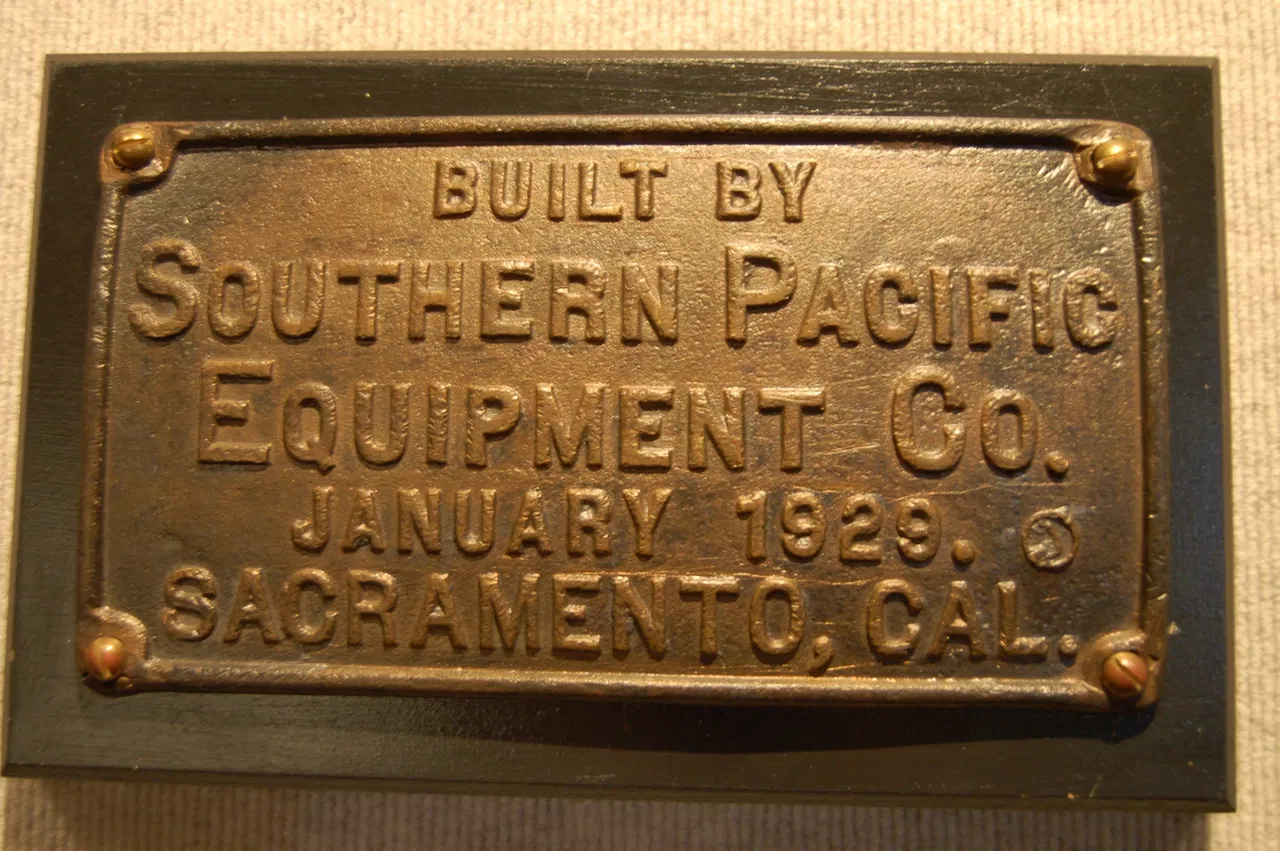 BUILT BY
SOUTHERN PACIFIC
EQUIPMENT CO.
JANUARY 1929.
SACRAMENTO, CAL.